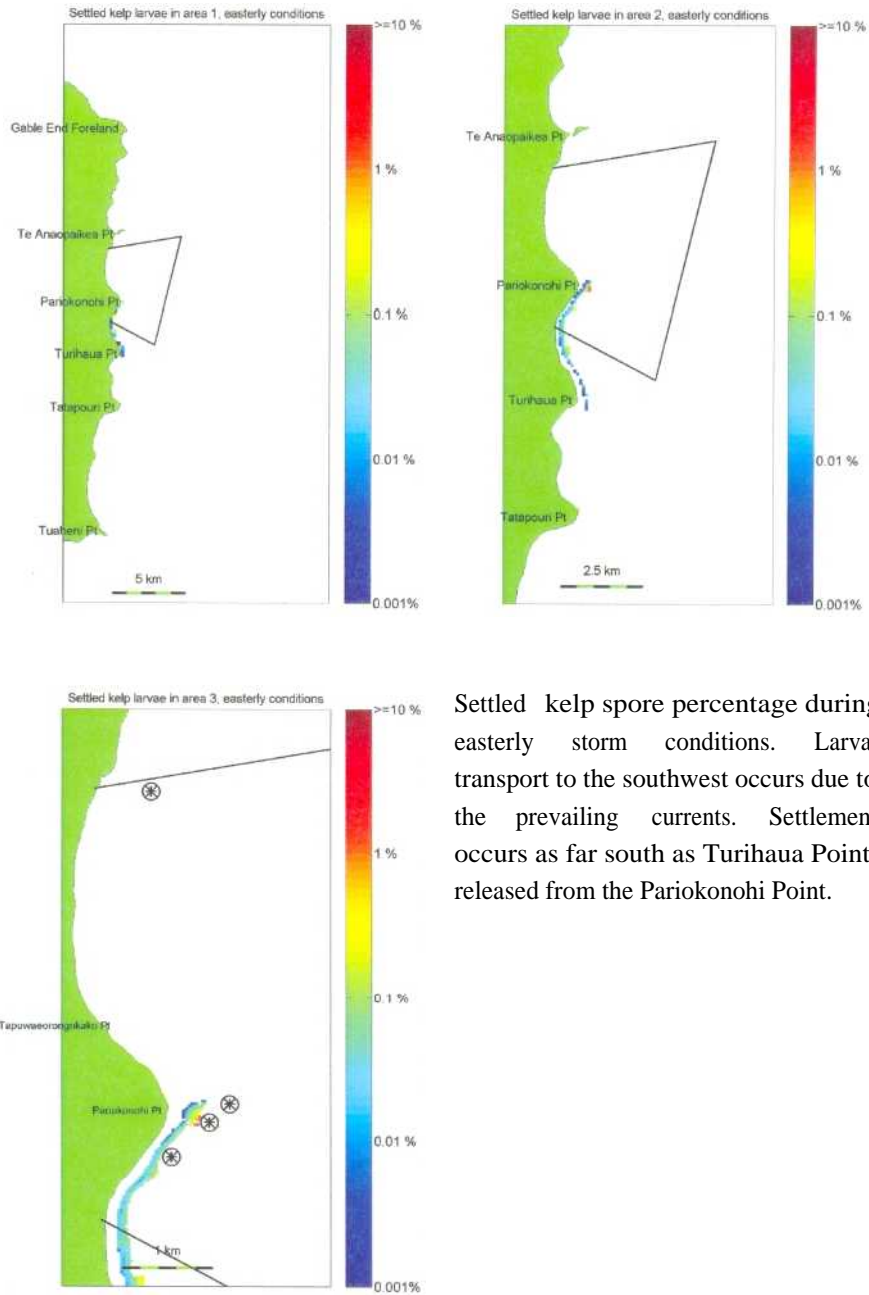 Settled kelp larvae in area 1, easterly conditions
>=10 %
1 %
0.1 %
0.01 %
0.001%
Gable End Foreland
Te Anaopaikea Pt
Pariokonohi Pt
Turihaua Pt
Tatapouri Pt
Tuaheni Pt
5 km
Settled kelp larvae in area 2, easterly conditions
>=10 %
1 %
0.1 %
0.01 %
0.001%
Te Anaopaikea Pt
Pariokonohi Pt
Turihaua Pt
Tatapouri Pt
2.5 km
Settled kelp larvae in area 3, easterly conditions
>=10 %
1 %
0.1 %
0.01 %
0.001%
Pariokonohi Pt
1 km
Settled kelp spore percentage during
easterly storm conditions. Larva
transport to the southwest occurs due to
the prevailing currents. Settlemen
occurs as far south as Turihaua Point
released from the Pariokonohi Point.